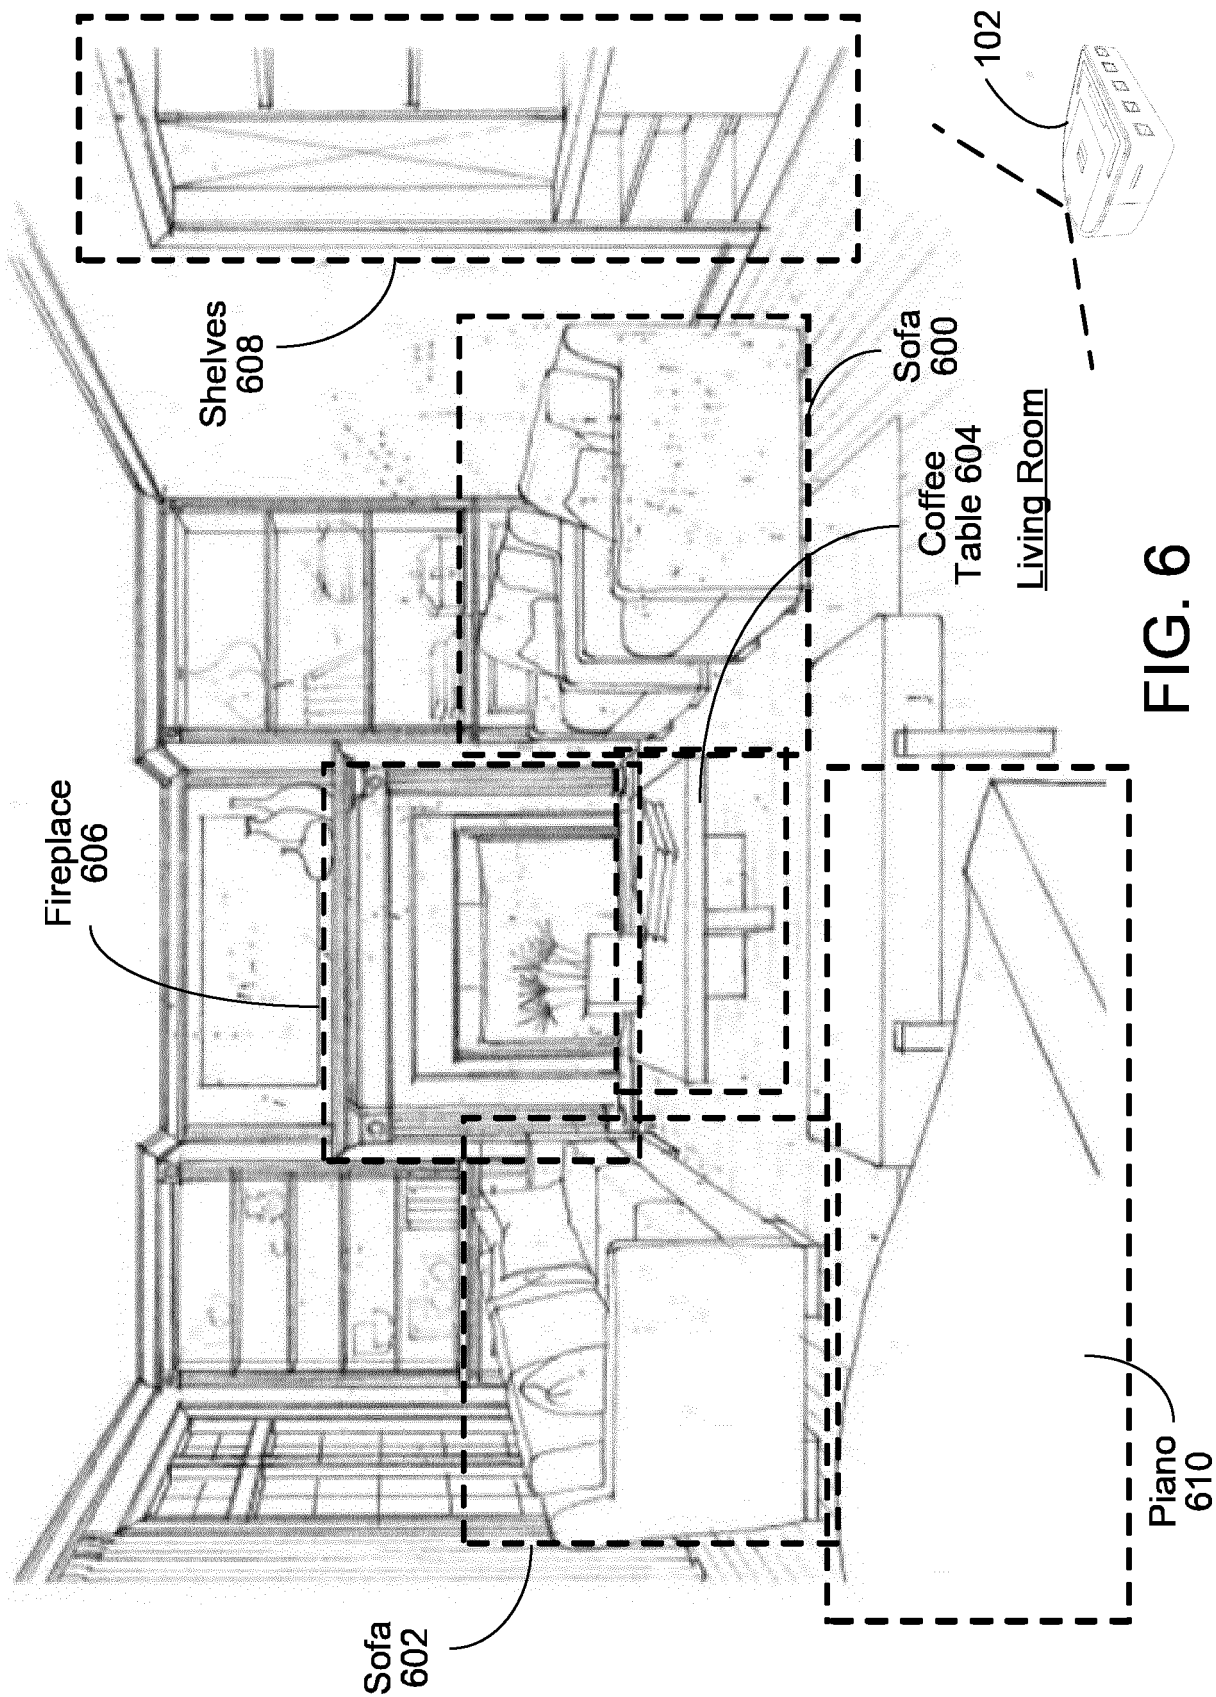 Fireplace
606
Shelves
608
Sofa
602
Sofa
600
Coffee
Table 604
Living Room
102
Piano
610
FIG. 6